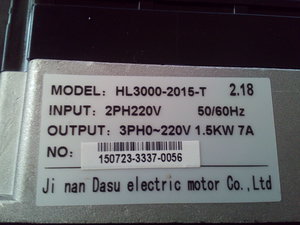 MODEL: HL3000-2015-T 2.18
INPUT: 2PH220V 50/60Hz
OUTPUT: 3PH0~220V 1.5KW 7A
NO: 150723-3337-0056
Ji nan Dasu electric motor Co.,Ltd